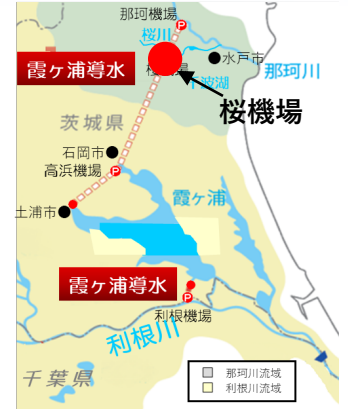 那珂機場
桜川
水戸市
霞ヶ浦導水
千波湖
那珂川
桜機場
茨城県
石岡市
高浜機場
霞ヶ浦
土浦市
霞ヶ浦導水
利根機場
利根川
千葉県
那珂川流域
利根川流域